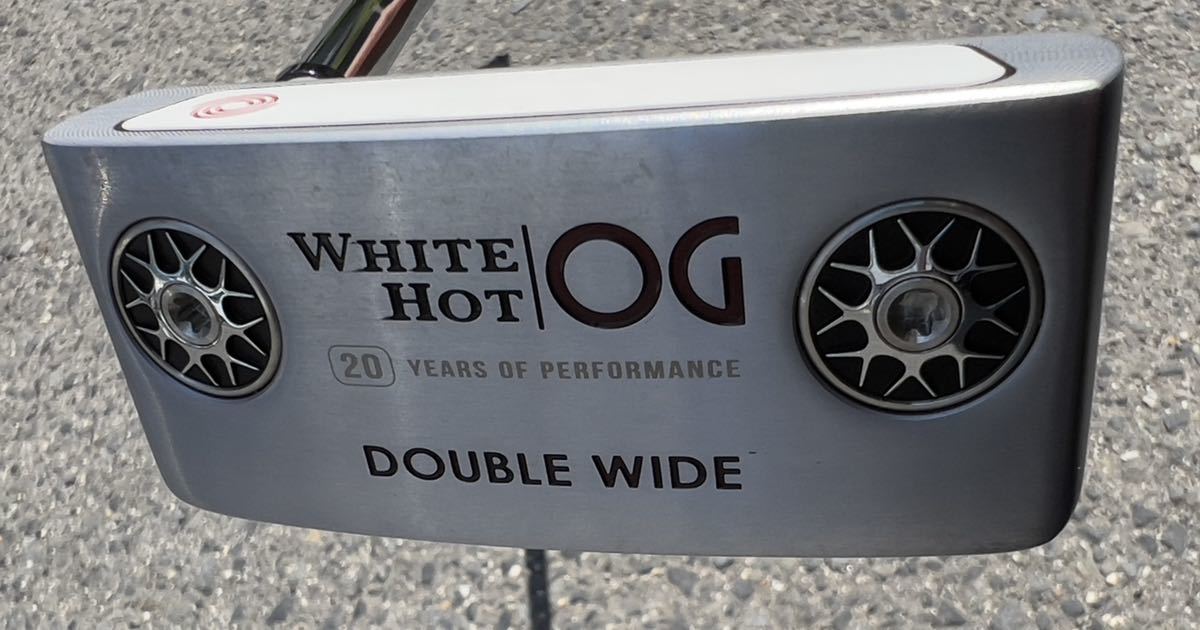 WHITE HOT | OG
20 YEARS OF PERFORMANCE
DOUBLE WIDE